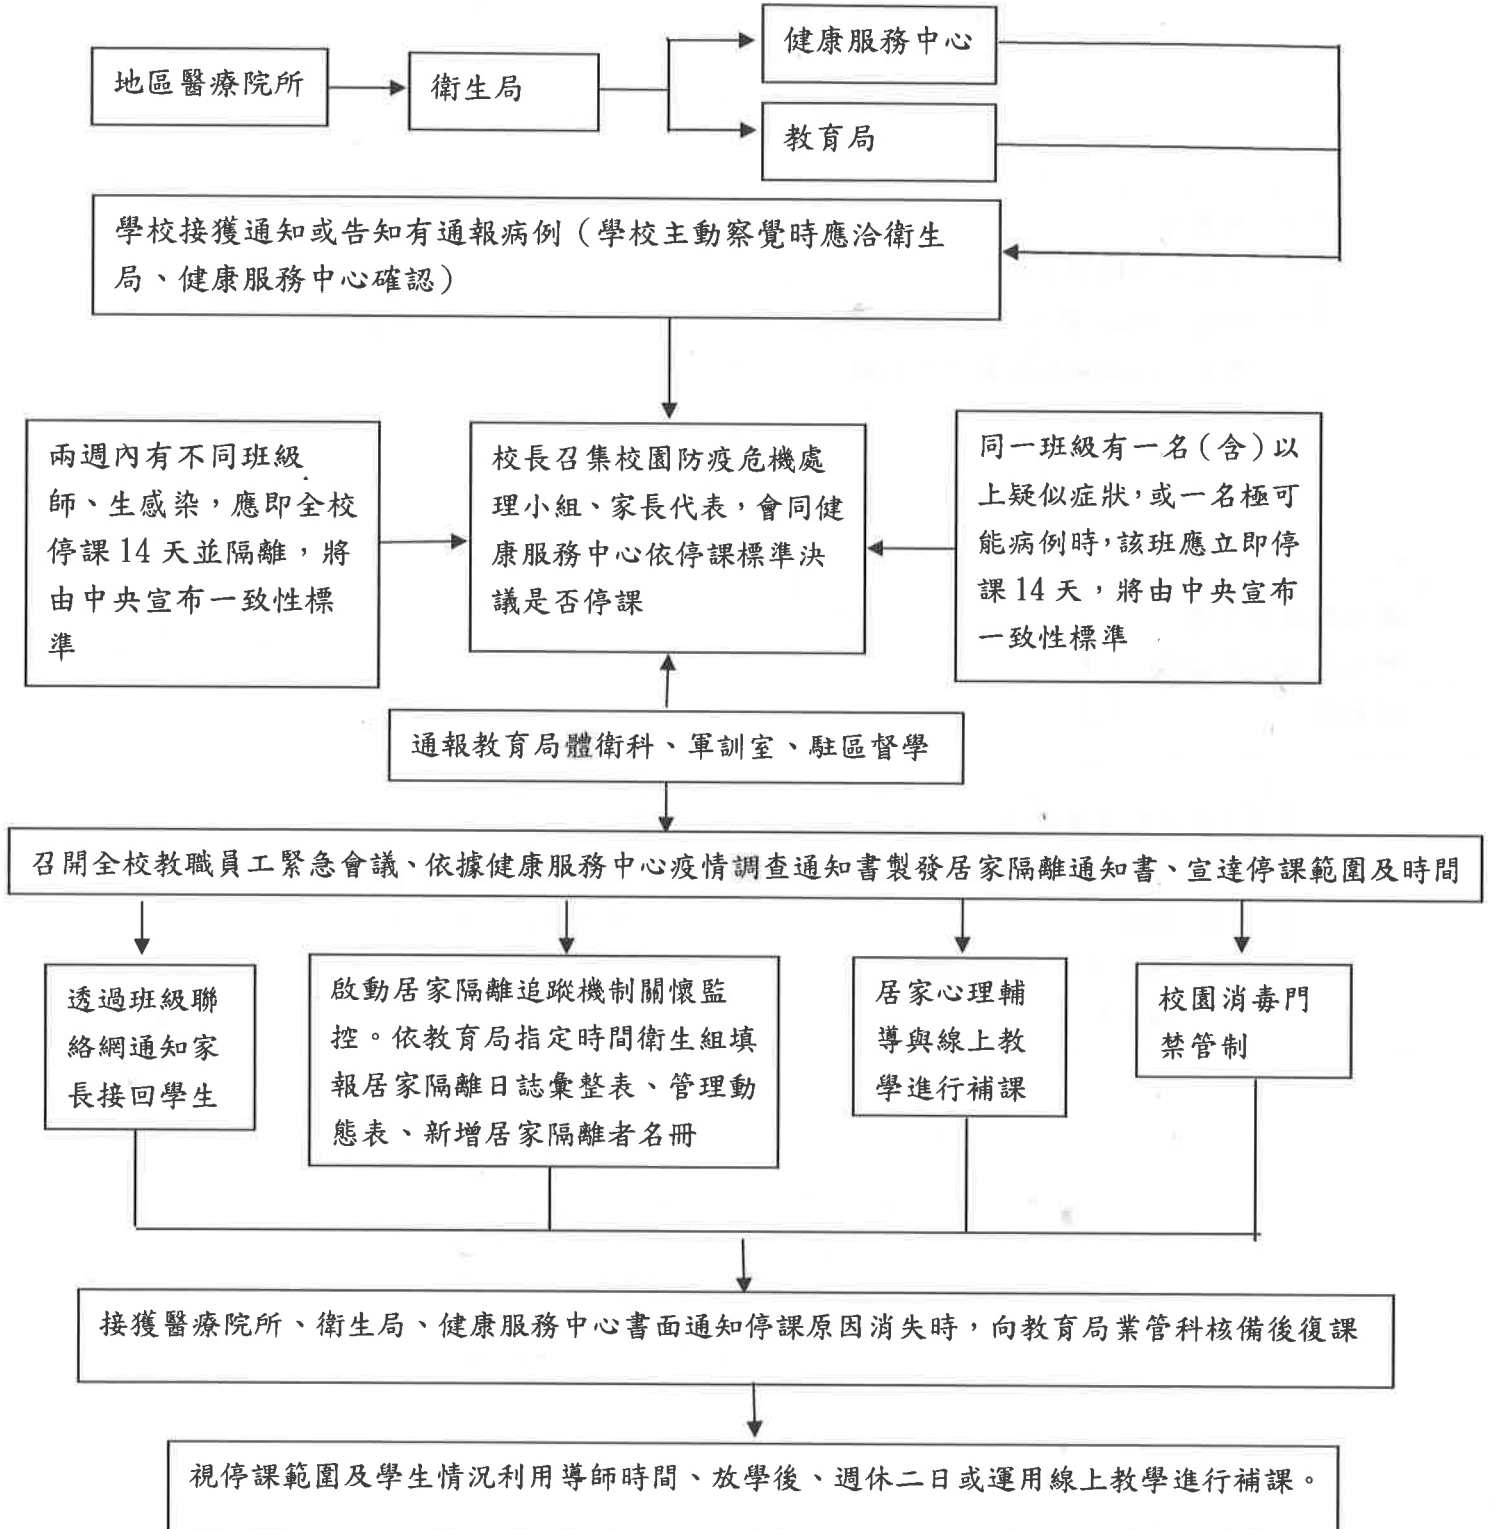 健康服務中心
地區醫療院所
衛生局
教育局
學校接獲通知或告知有通報病例（學校主動察覺時應洽衛生
局、健康服務中心確認）
兩週內有不同班級
師、生感染，應即全校
停課 14 天並隔離，將
由中央宣布一致性標
準
校長召集校園防疫危機處
理小組、家長代表，會同健
康服務中心依停課標準決
議是否停課
同一班級有一名(含)以
上疑似症狀，或一名極可
能病例時，該班應立即停
課 14 天，將由中央宣布
一致性標準
通報教育局體衛科、軍訓室、駐區督學
召開全校教職員工緊急會議、依據健康服務中心疫情調查通知書製發居家隔離通知書、宣達停課範圍及時間
透過班級聯
絡網通知家
長接回學生
啟動居家隔離追蹤機制關懷監
控。依教育局指定時間衛生組填
報居家隔離日誌彙整表、管理動
態表、新增居家隔離者名冊
居家心理輔
導與線上教
學進行補課
校園消毒門
禁管制
接獲醫療院所、衛生局、健康服務中心書面通知停課原因消失時，向教育局業管科核備後復課
視停課範圍及學生情況利用導師時間、放學後、週休二日或運用線上教學進行補課。